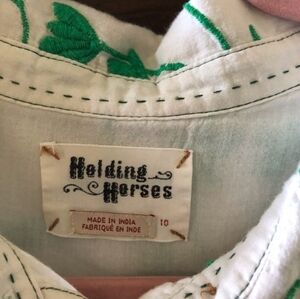 Holding
Horses
MADE IN INDIA
FABRIQUÉ EN INDE
10